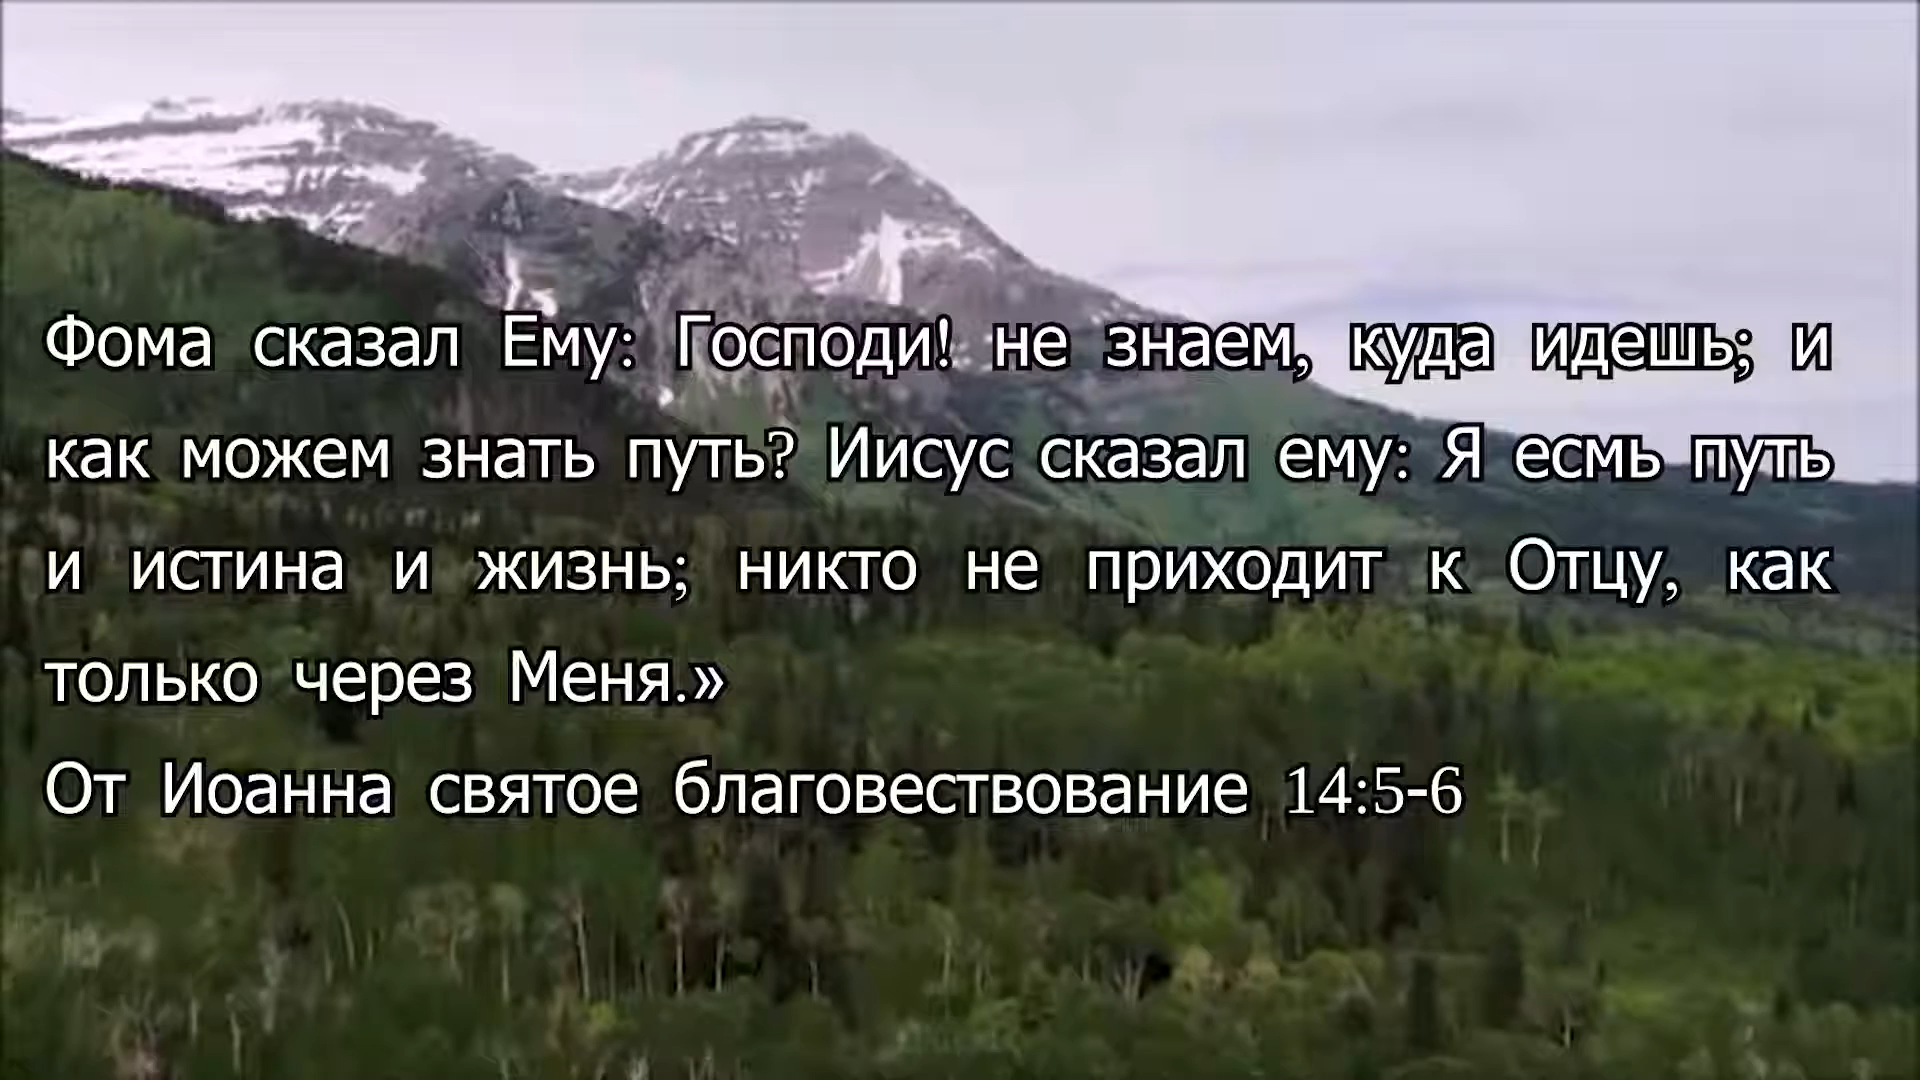 Фома сказал Ему: Господи! не знаем, куда идешь; и
как можем знать путь? Иисус сказал ему: Я есмь путь
и истина и жизнь; никто не приходит к Отцу, как
только через Меня.»
От Иоанна святое благовествование 14:5-6